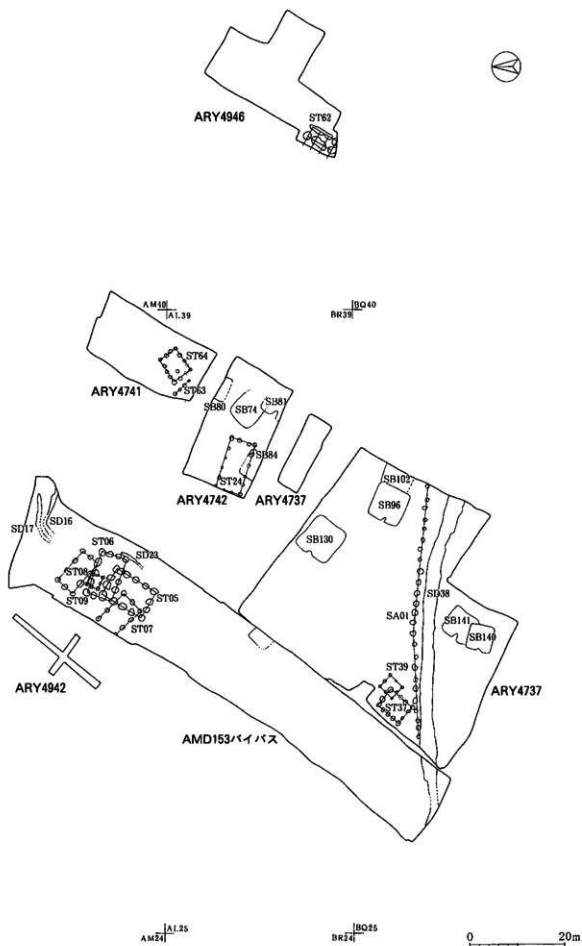 ARY4946
ST62
AM40
AL39
BQ40
BR39
ST64
ST63
ARY4741
SB80
SB74
SB81
SB84
ST24
ARY4742
ARY4737
SB102
SB96
SB130
SD17
SD16
ST06
SD23
ST08
ST05
ST09
ST07
SA01
SD38
SB141
SB140
ST39
ST37
ARY4942
ARY4737
AMD153バイパス
AL25
AM24
BQ25
BR24
0
20m